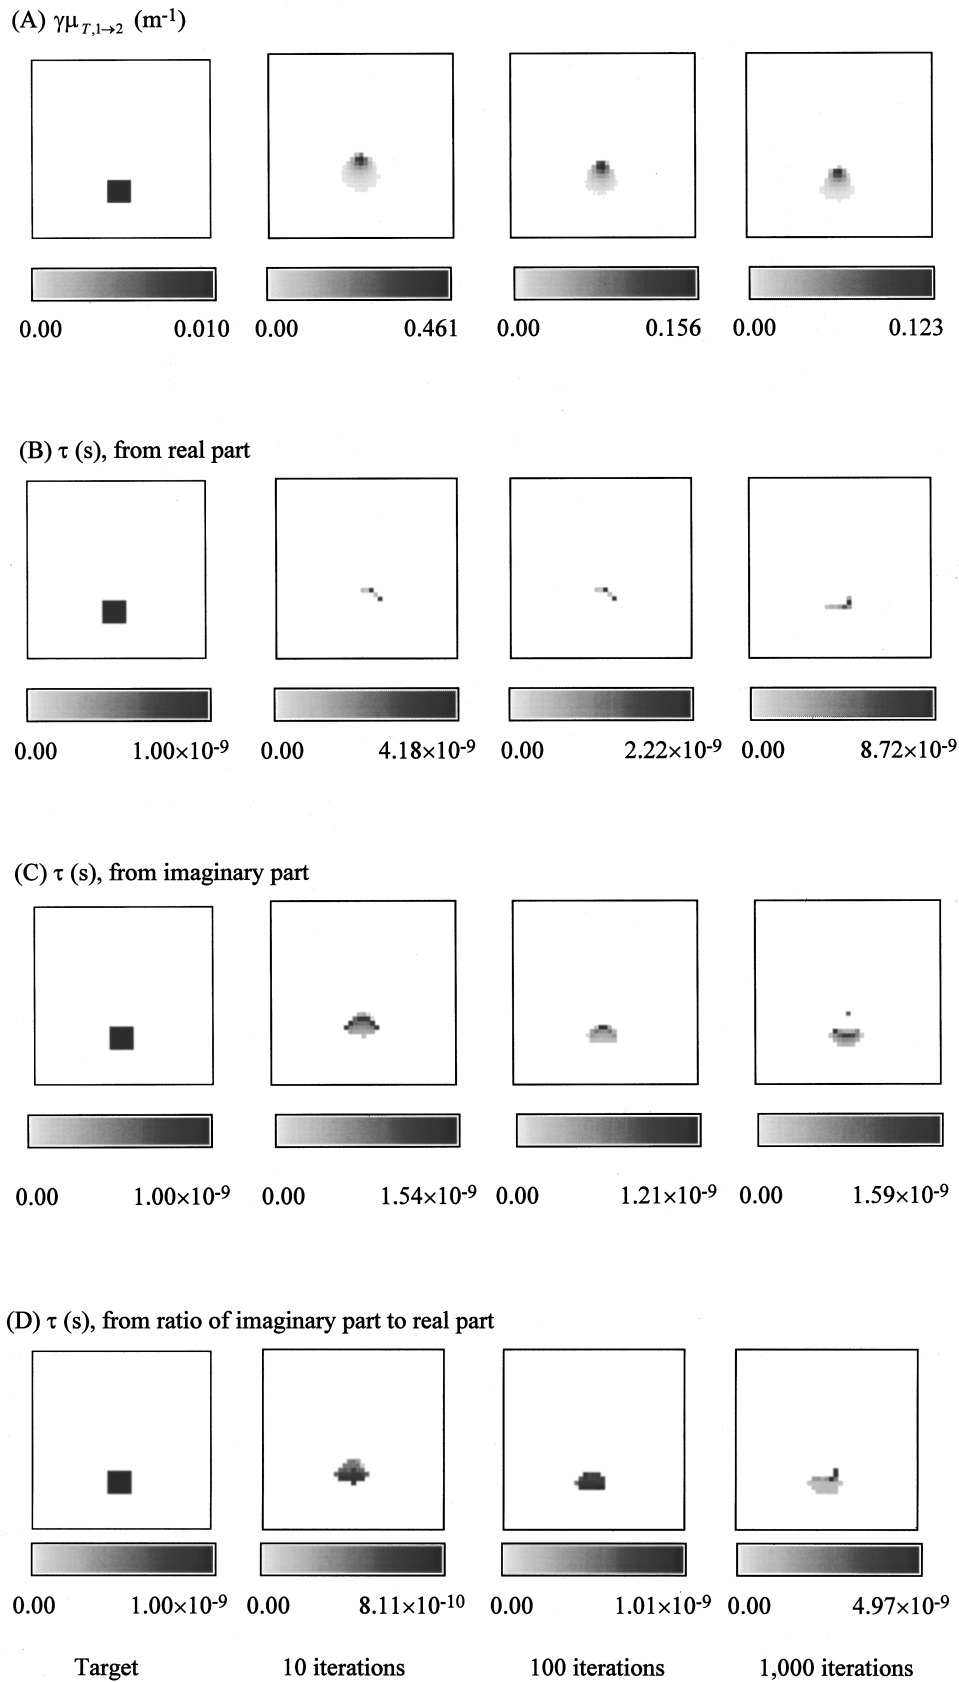 (A) γμ T,1→2 (m-1)
0.00 0.010 0.00 0.461 0.00 0.156 0.00 0.123
(B) τ (s), from real part
0.00 1.00×10-9 0.00 4.18×10-9 0.00 2.22×10-9 0.00 8.72×10-9
(C) τ (s), from imaginary part
0.00 1.00×10-9 0.00 1.54×10-9 0.00 1.21×10-9 0.00 1.59×10-9
(D) τ (s), from ratio of imaginary part to real part
0.00 1.00×10-9 0.00 8.11×10-10 0.00 1.01×10-9 0.00 4.97×10-9
Target 10 iterations 100 iterations 1,000 iterations